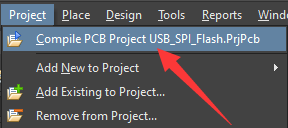 Project Place Design Tools Reports Window
Compile PCB Project USB_SPI_Flash.PrjPcb
Add New to Project
Add Existing to Project...
Remove from Project...